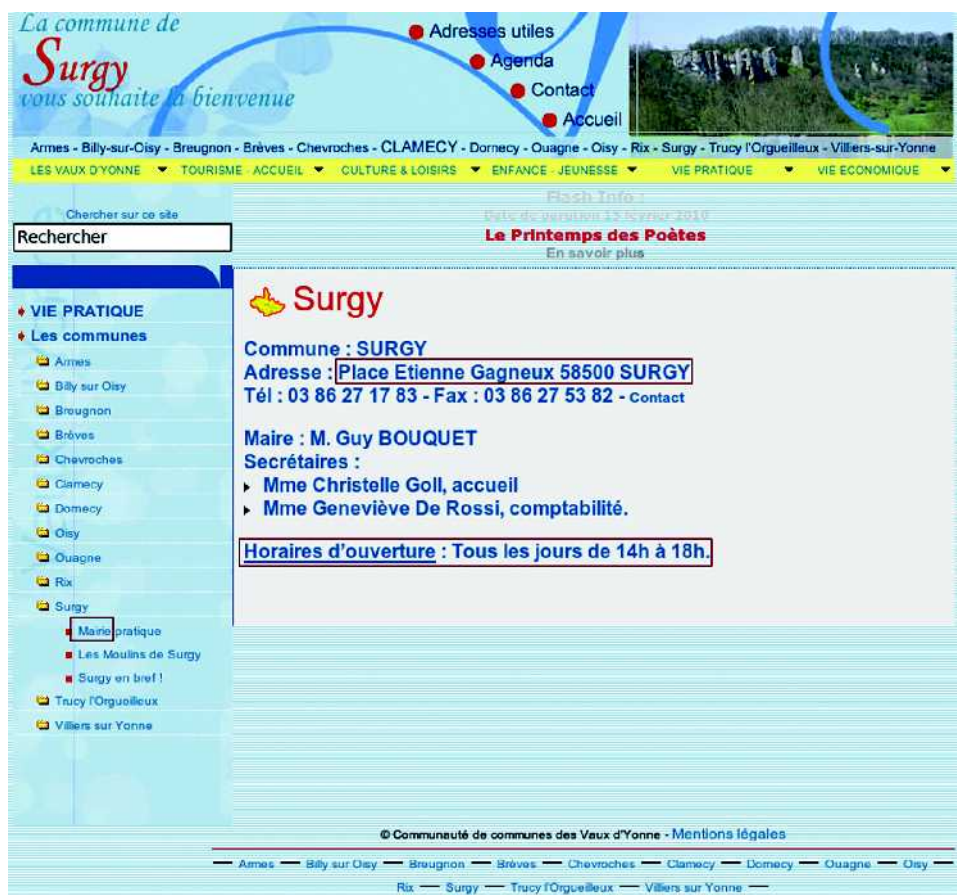 La commune de
Surgy
vous souhaite la bienvenue
Adresses utiles
Agenda
Contact
Accueil
Armes - Billy-sur-Oisy - Breugnon - Brèves - Chevroches - CLAMECY - Dornecy - Ouagne - Oisy - Rix - Surgy - Trucy l'Orgueilleux - Villiers-sur-Yonne
LES VAUX D'YONNE TOURISME - ACCUEIL CULTURE & LOISIRS ENFANCE - JEUNESSE VIE PRATIQUE VIE ECONOMIQUE
Chercher sur ce site
Rechercher
Flash Info :
Date de parution 15 février 2010
Le Printemps des Poètes
En savoir plus
VIE PRATIQUE
Les communes
Armes
Billy sur Oisy
Breugnon
Brèves
Chevroches
Clamecy
Dornecy
Oisy
Ouagne
Rix
Surgy
Mairie pratique
Les Moulins de Surgy
Surgy en bref !
Trucy l'Orgueilleux
Villiers sur Yonne
Surgy
Commune : SURGY
Adresse : Place Etienne Gagneux 58500 SURGY
Tél : 03 86 27 17 83 - Fax : 03 86 27 53 82 - Contact
Maire : M. Guy BOUQUET
Secrétaires :
Mme Christelle Goll, accueil
Mme Geneviève De Rossi, comptabilité.
Horaires d'ouverture : Tous les jours de 14h à 18h.
© Communauté de communes des Vaux d'Yonne - Mentions légales
— Armes — Billy sur Oisy — Breugnon — Brèves — Chevroches — Clamecy — Dornecy — Ouagne — Oisy —
Rix — Surgy — Trucy l'Orgueilleux — Villiers sur Yonne —